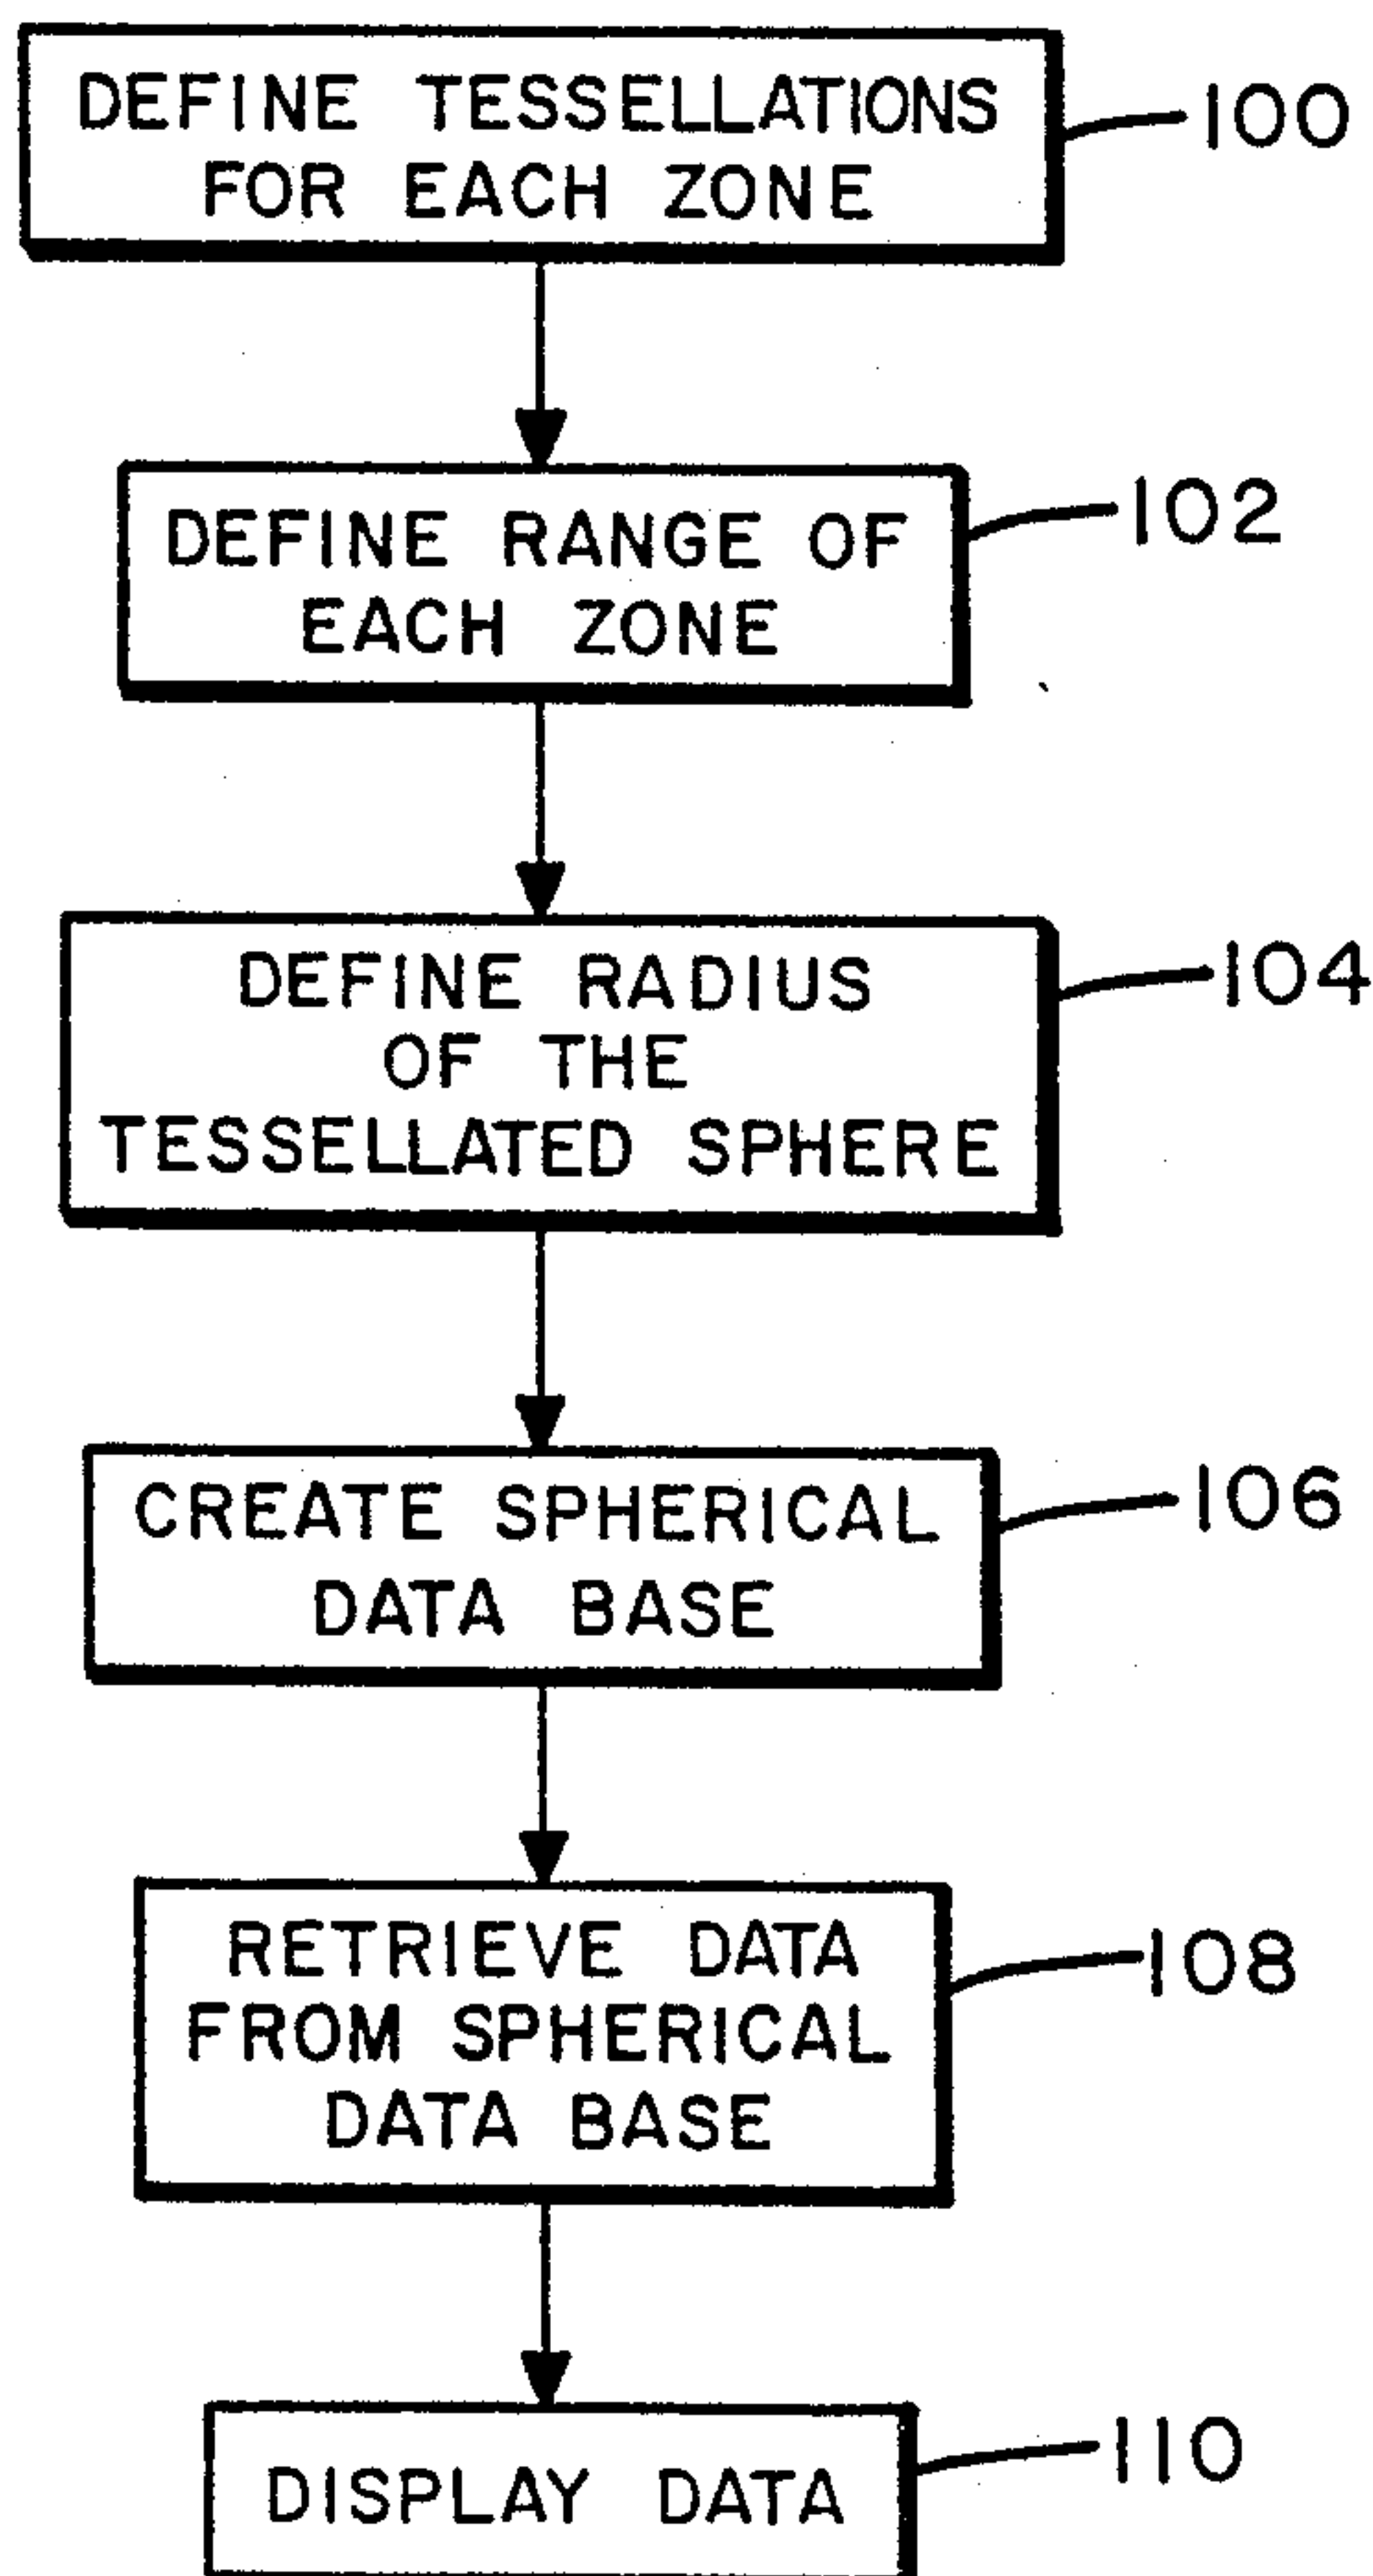 DEFINE TESSELLATIONS
FOR EACH ZONE
100
DEFINE RANGE OF
EACH ZONE
102
DEFINE RADIUS
OF THE
TESSELLATED SPHERE
104
CREATE SPHERICAL
DATA BASE
106
RETRIEVE DATA
FROM SPHERICAL
DATA BASE
108
DISPLAY DATA
110